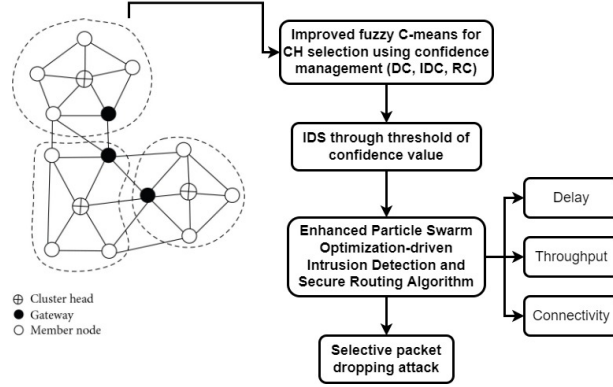 Improved fuzzy C-means for
CH selection using confidence
management (DC, IDC, RC)
IDS through threshold of
confidence value
Enhanced Particle Swarm
Optimization-driven
Intrusion Detection and
Secure Routing Algorithm
Selective packet
dropping attack
Delay
Throughput
Connectivity
Cluster head
Gateway
Member node